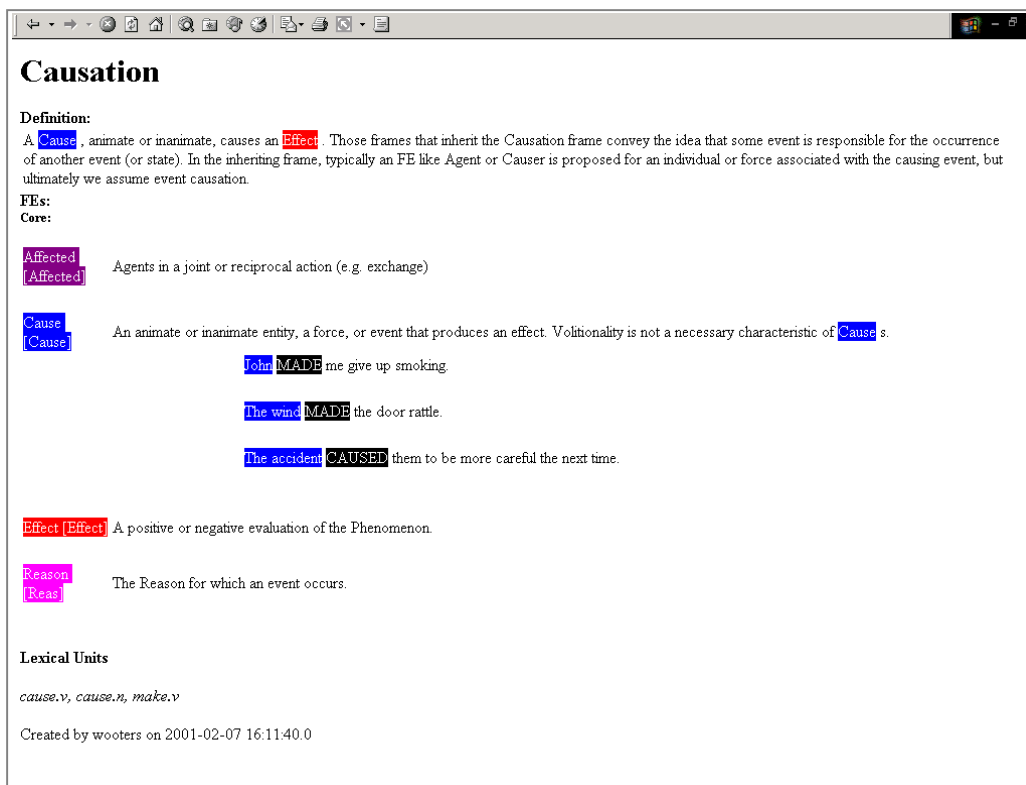 Causation
Definition:
A Cause , animate or inanimate, causes an Effect . Those frames that inherit the Causation frame convey the idea that some event is responsible for the occurrence
of another event (or state). In the inheriting frame, typically an FE like Agent or Causer is proposed for an individual or force associated with the causing event, but
ultimately we assume event causation.
FEs:
Core:
Affected
[Affected]
Agents in a joint or reciprocal action (e.g. exchange)
Cause
[Cause]
An animate or inanimate entity, a force, or event that produces an effect. Volitionality is not a necessary characteristic of Cause s.
John MADE me give up smoking.
The wind MADE the door rattle.
The accident CAUSED them to be more careful the next time.
Effect [Effect] A positive or negative evaluation of the Phenomenon.
Reason
[Reas]
The Reason for which an event occurs.
Lexical Units
cause.v, cause.n, make.v
Created by wooters on 2001-02-07 16:11:40.0